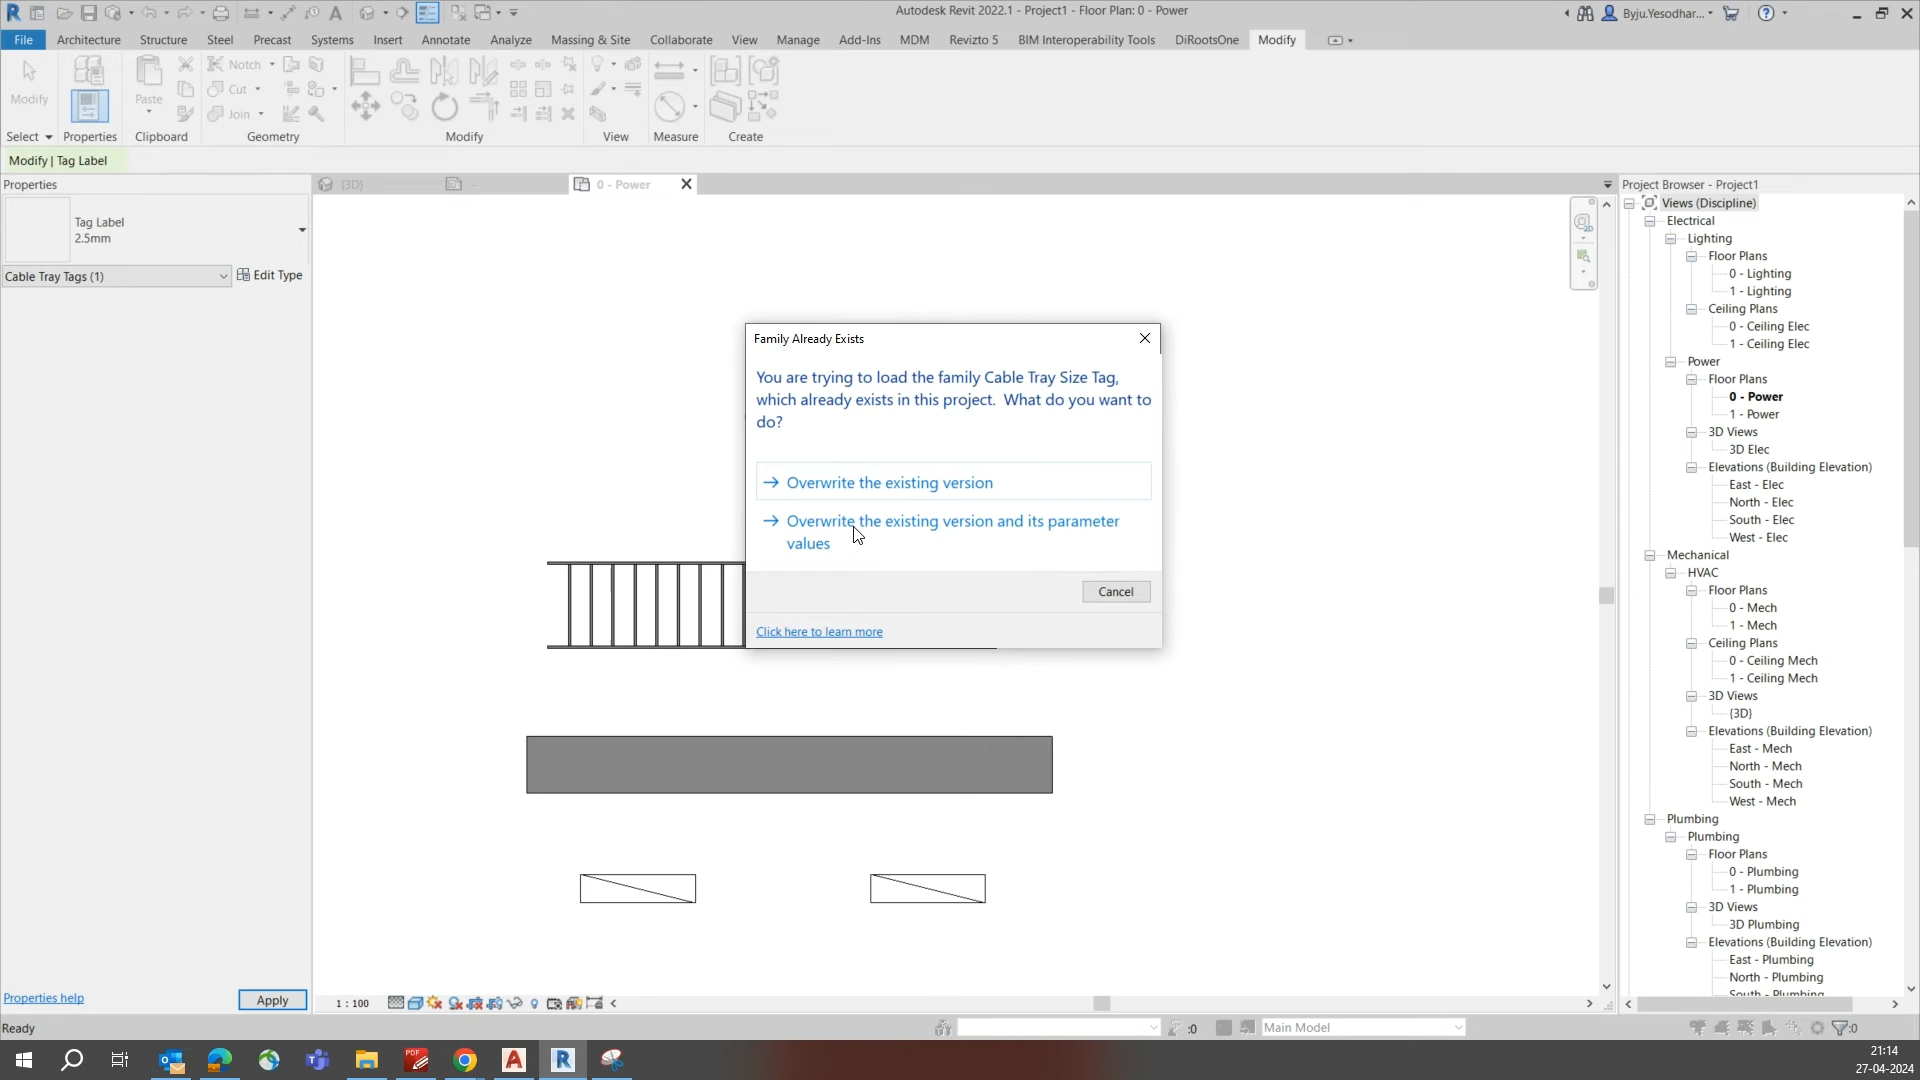 Autodesk Revit 2022.1 - Project1 - Floor Plan: 0 - Power
Byju.Yesodhar...
File Architecture Structure Steel Precast Systems Insert Annotate Analyze Massing & Site Collaborate View Manage Add-Ins MDM Revizto 5 BIM Interoperability Tools DiRootsOne Modify
Modify
Paste
Notch
Cut
Join
Select Properties Clipboard Geometry Modify View Measure Create
Modify | Tag Label
Properties
{3D}
0 - Power
Project Browser - Project1
Tag Label
2.5mm
Cable Tray Tags (1)
Edit Type
Family Already Exists
You are trying to load the family Cable Tray Size Tag,
which already exists in this project. What do you want to
do?
Overwrite the existing version
Overwrite the existing version and its parameter
values
Cancel
Click here to learn more
Views (Discipline)
Electrical
Lighting
Floor Plans
0 - Lighting
1 - Lighting
Ceiling Plans
0 - Ceiling Elec
1 - Ceiling Elec
Power
Floor Plans
0 - Power
1 - Power
3D Views
3D Elec
Elevations (Building Elevation)
East - Elec
North - Elec
South - Elec
West - Elec
Mechanical
HVAC
Floor Plans
0 - Mech
1 - Mech
Ceiling Plans
0 - Ceiling Mech
1 - Ceiling Mech
3D Views
{3D}
Elevations (Building Elevation)
East - Mech
North - Mech
South - Mech
West - Mech
Plumbing
Plumbing
Floor Plans
0 - Plumbing
1 - Plumbing
3D Views
3D Plumbing
Elevations (Building Elevation)
East - Plumbing
North - Plumbing
South - Plumbing
Properties help
Apply
1 : 100
Ready
:0
Main Model
:0
21:14
27-04-2024